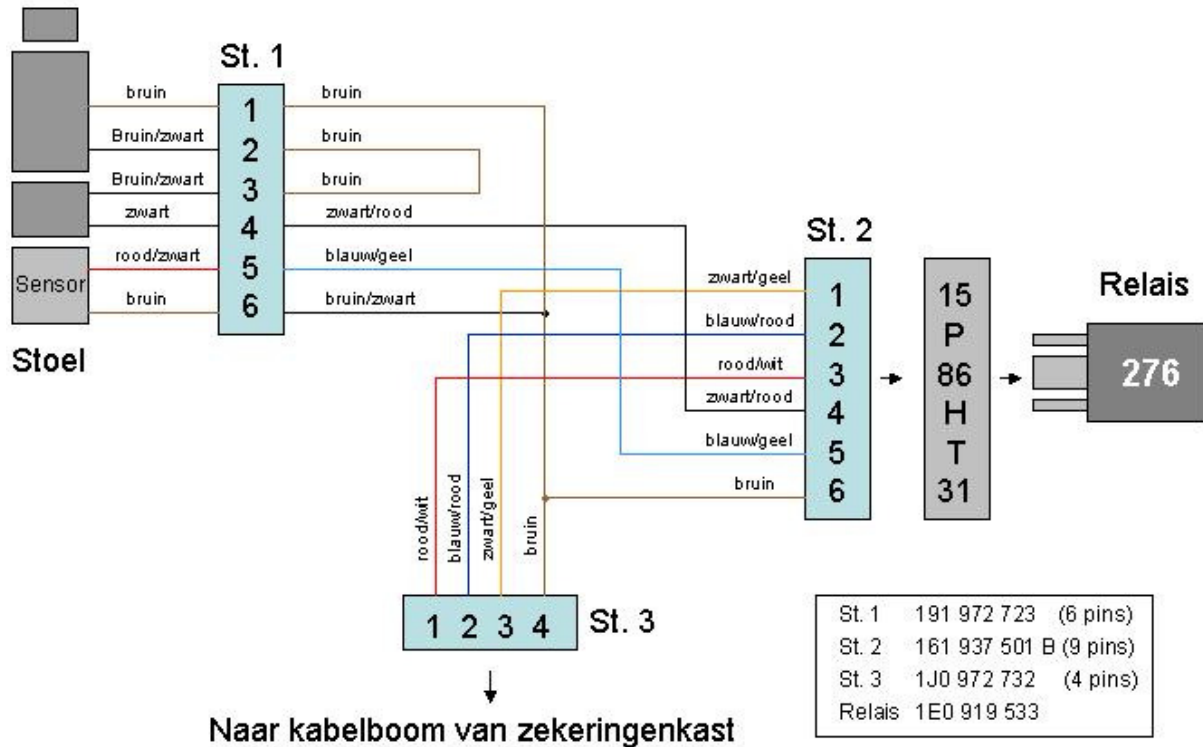 St. 1
bruin
Bruin/zwart
Bruin/zwart
zwart
rood/zwart
bruin
1
2
3
4
5
6
bruin
bruin
bruin
zwart/rood
blauw/geel
bruin/zwart
Sensor
Stoel
St. 2
zwart/geel
blauw/rood
rood/wit
zwart/rood
blauw/geel
bruin
1
2
3
4
5
6
15
P
86
H
T
31
Relais
276
rood/wit
blauw/rood
zwart/geel
bruin
1 2 3 4
St. 3
Naar kabelboom van zekeringenkast
St. 1 191 972 723 (6 pins)
St. 2 161 937 501 B (9 pins)
St. 3 1J0 972 732 (4 pins)
Relais 1E0 919 533